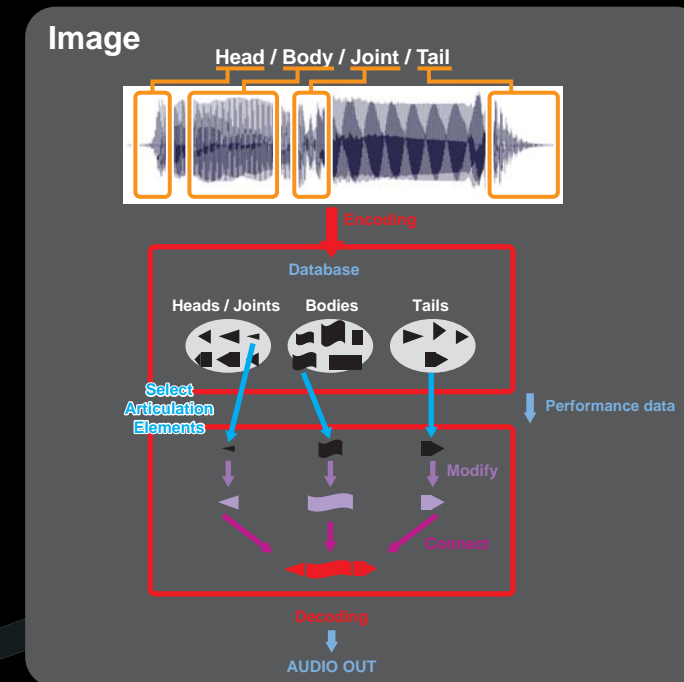 Image
Head / Body / Joint / Tail
Encoding
Database
Heads / Joints Bodies Tails
Select
Articulation
Elements
Performance data
Modify
Connect
Decoding
AUDIO OUT